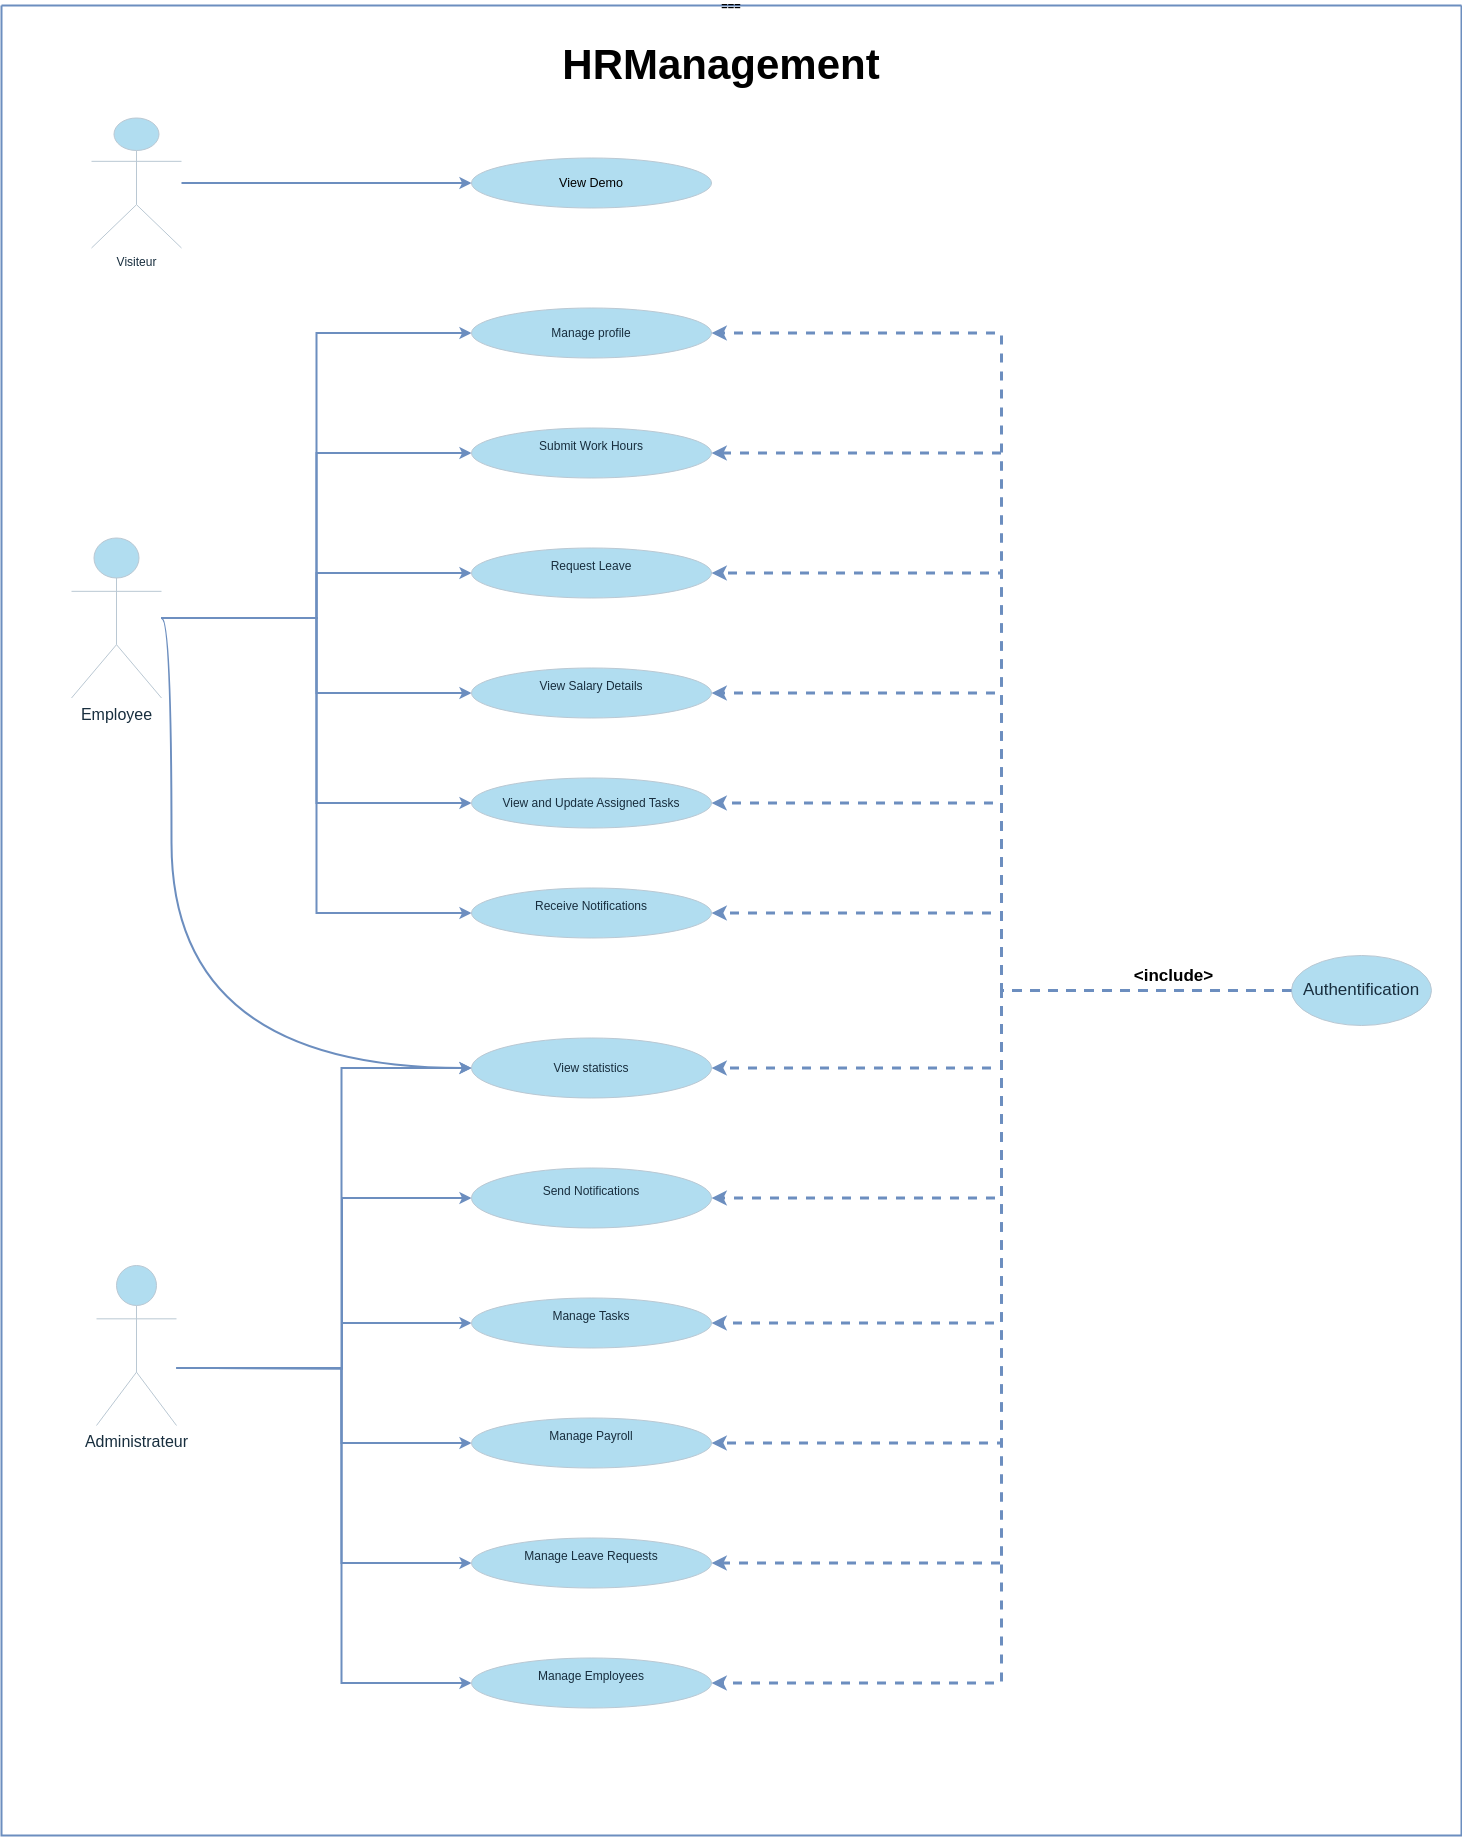 ===
HRManagement
View Demo
Visiteur
Manage profile
Submit Work Hours
Request Leave
View Salary Details
Employee
View and Update Assigned Tasks
Receive Notifications
<include>
Authentification
View statistics
Send Notifications
Manage Tasks
Administrateur
Manage Payroll
Manage Leave Requests
Manage Employees